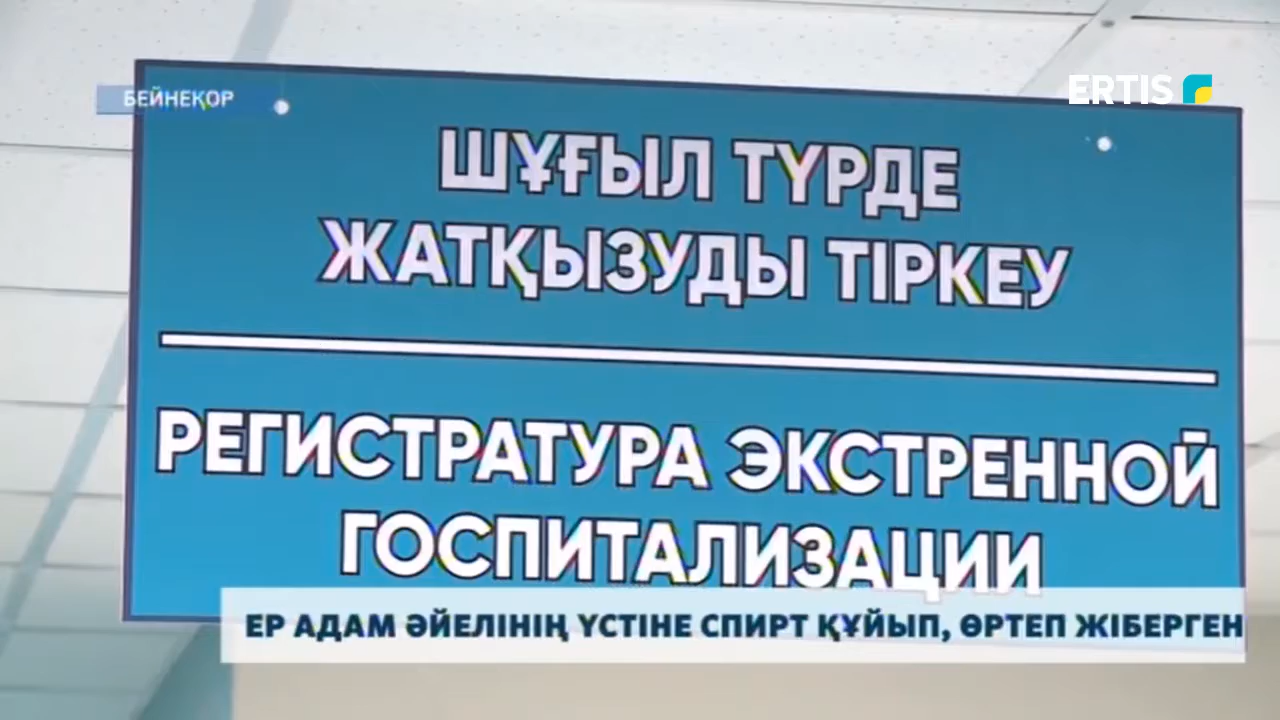 БЕЙНЕҚОР
ERTIS
ШҰҒЫЛ ТҮРДЕ
ЖАТҚЫЗУДЫ ТІРКЕУ
РЕГИСТРАТУРА ЭКСТРЕННОЙ
ГОСПИТАЛИЗАЦИИ
ЕР АДАМ ӘЙЕЛІНІҢ ҮСТІНЕ СПИРТ ҚҰЙЫП, ӨРТЕП ЖІБЕРГЕН